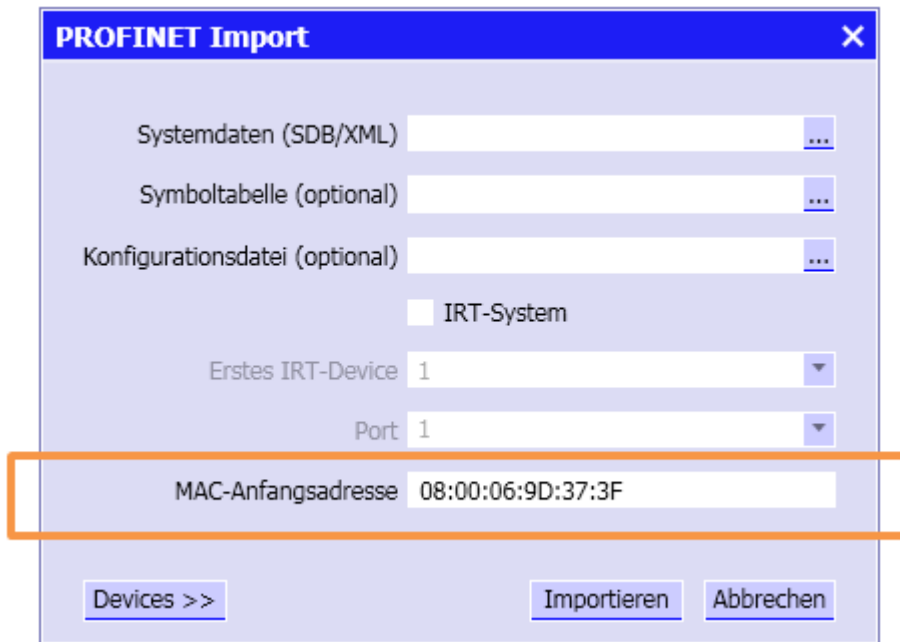 PROFINET Import ×
Systemdaten (SDB/XML) ...
Symboltabelle (optional) ...
Konfigurationsdatei (optional) ...
IRT-System
Erstes IRT-Device 1
Port 1
MAC-Anfangsadresse 08:00:06:9D:37:3F
Devices >> Importieren Abbrechen